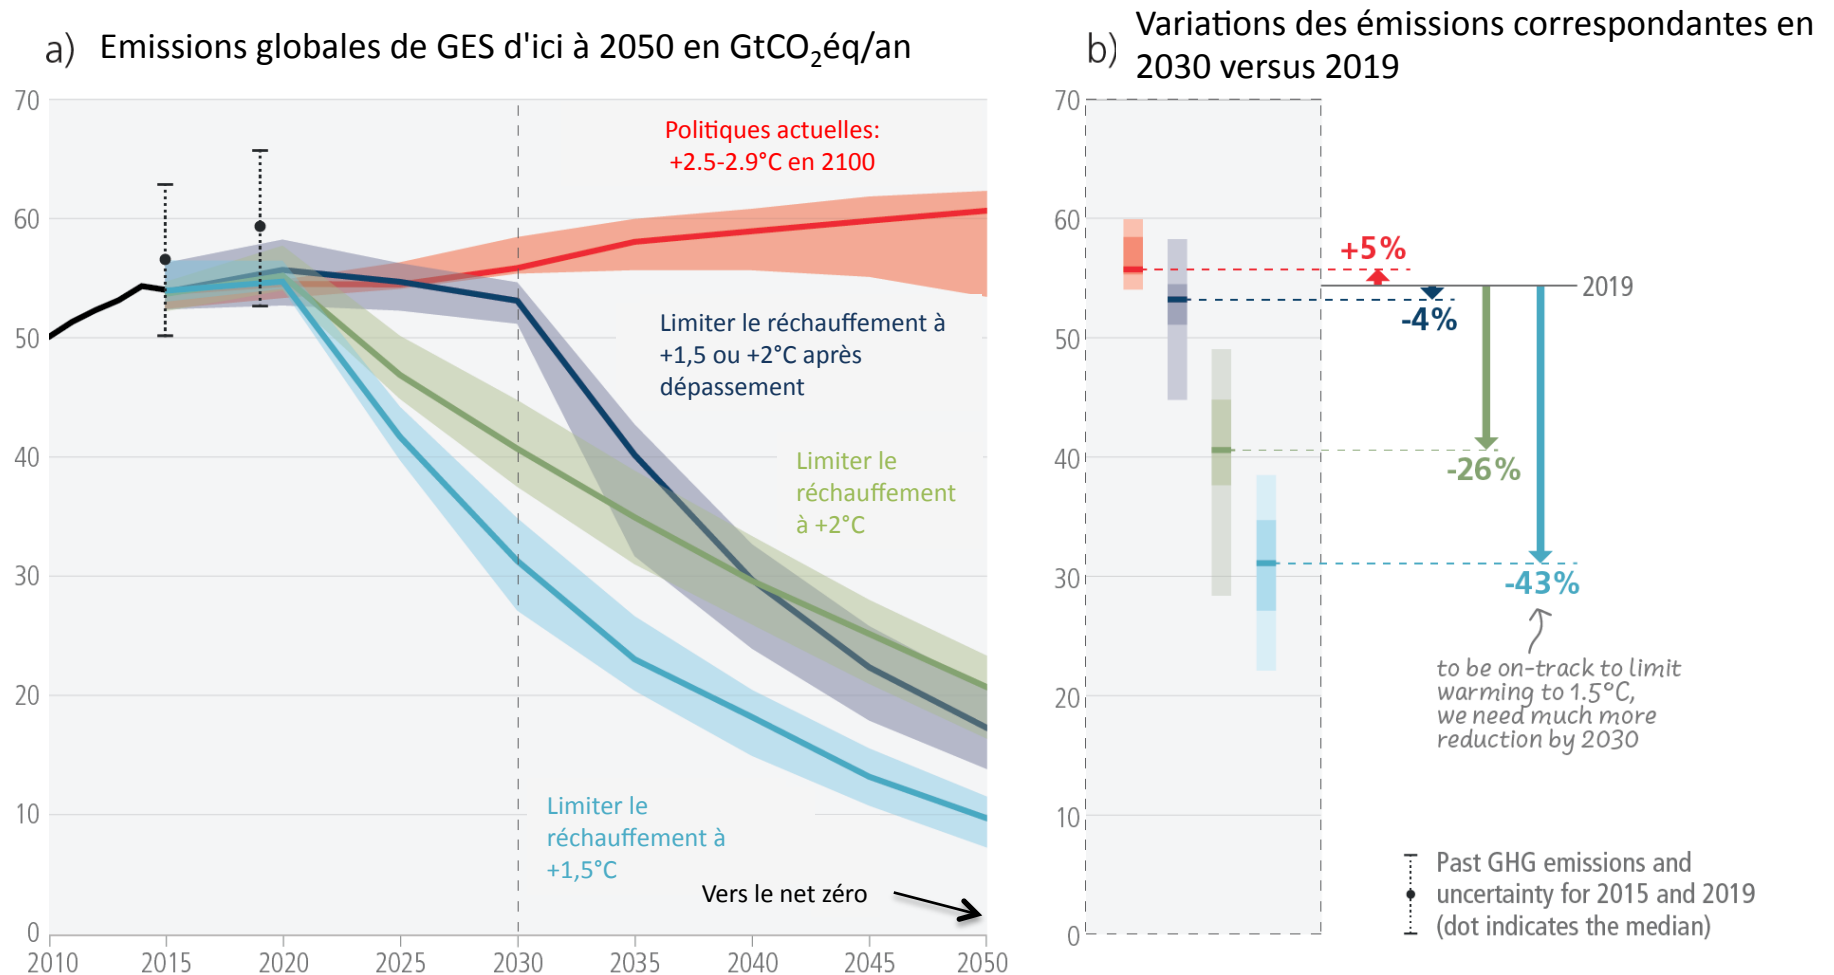 a) Emissions globales de GES d'ici à 2050 en GtCO₂éq/an
70
60
50
40
30
20
10
0
2010 2015 2020 2025 2030 2035 2040 2045 2050
Politiques actuelles:
+2.5-2.9°C en 2100
Limiter le réchauffement à
+1,5 ou +2°C après
dépassement
Limiter le
réchauffement
à +2°C
Limiter le
réchauffement à
+1,5°C
Vers le net zéro
b) Variations des émissions correspondantes en
2030 versus 2019
70
60
50
40
30
20
10
0
+5%
2019
-4%
-26%
-43%
to be on-track to limit
warming to 1.5°C,
we need much more
reduction by 2030
Past GHG emissions and
uncertainty for 2015 and 2019
(dot indicates the median)